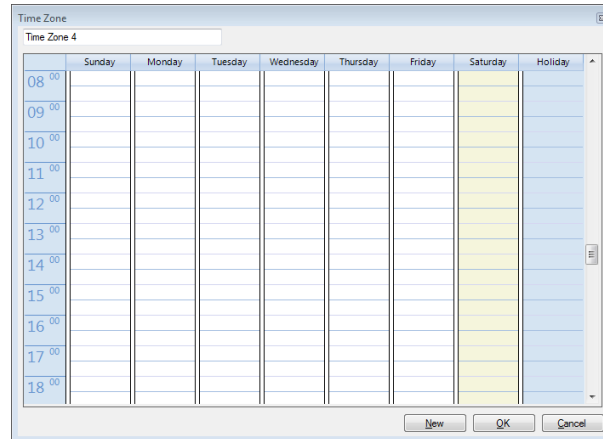 Time Zone
Time Zone 4
Sunday Monday Tuesday Wednesday Thursday Friday Saturday Holiday
08 00
09 00
10 00
11 00
12 00
13 00
14 00
15 00
16 00
17 00
18 00
New OK Cancel